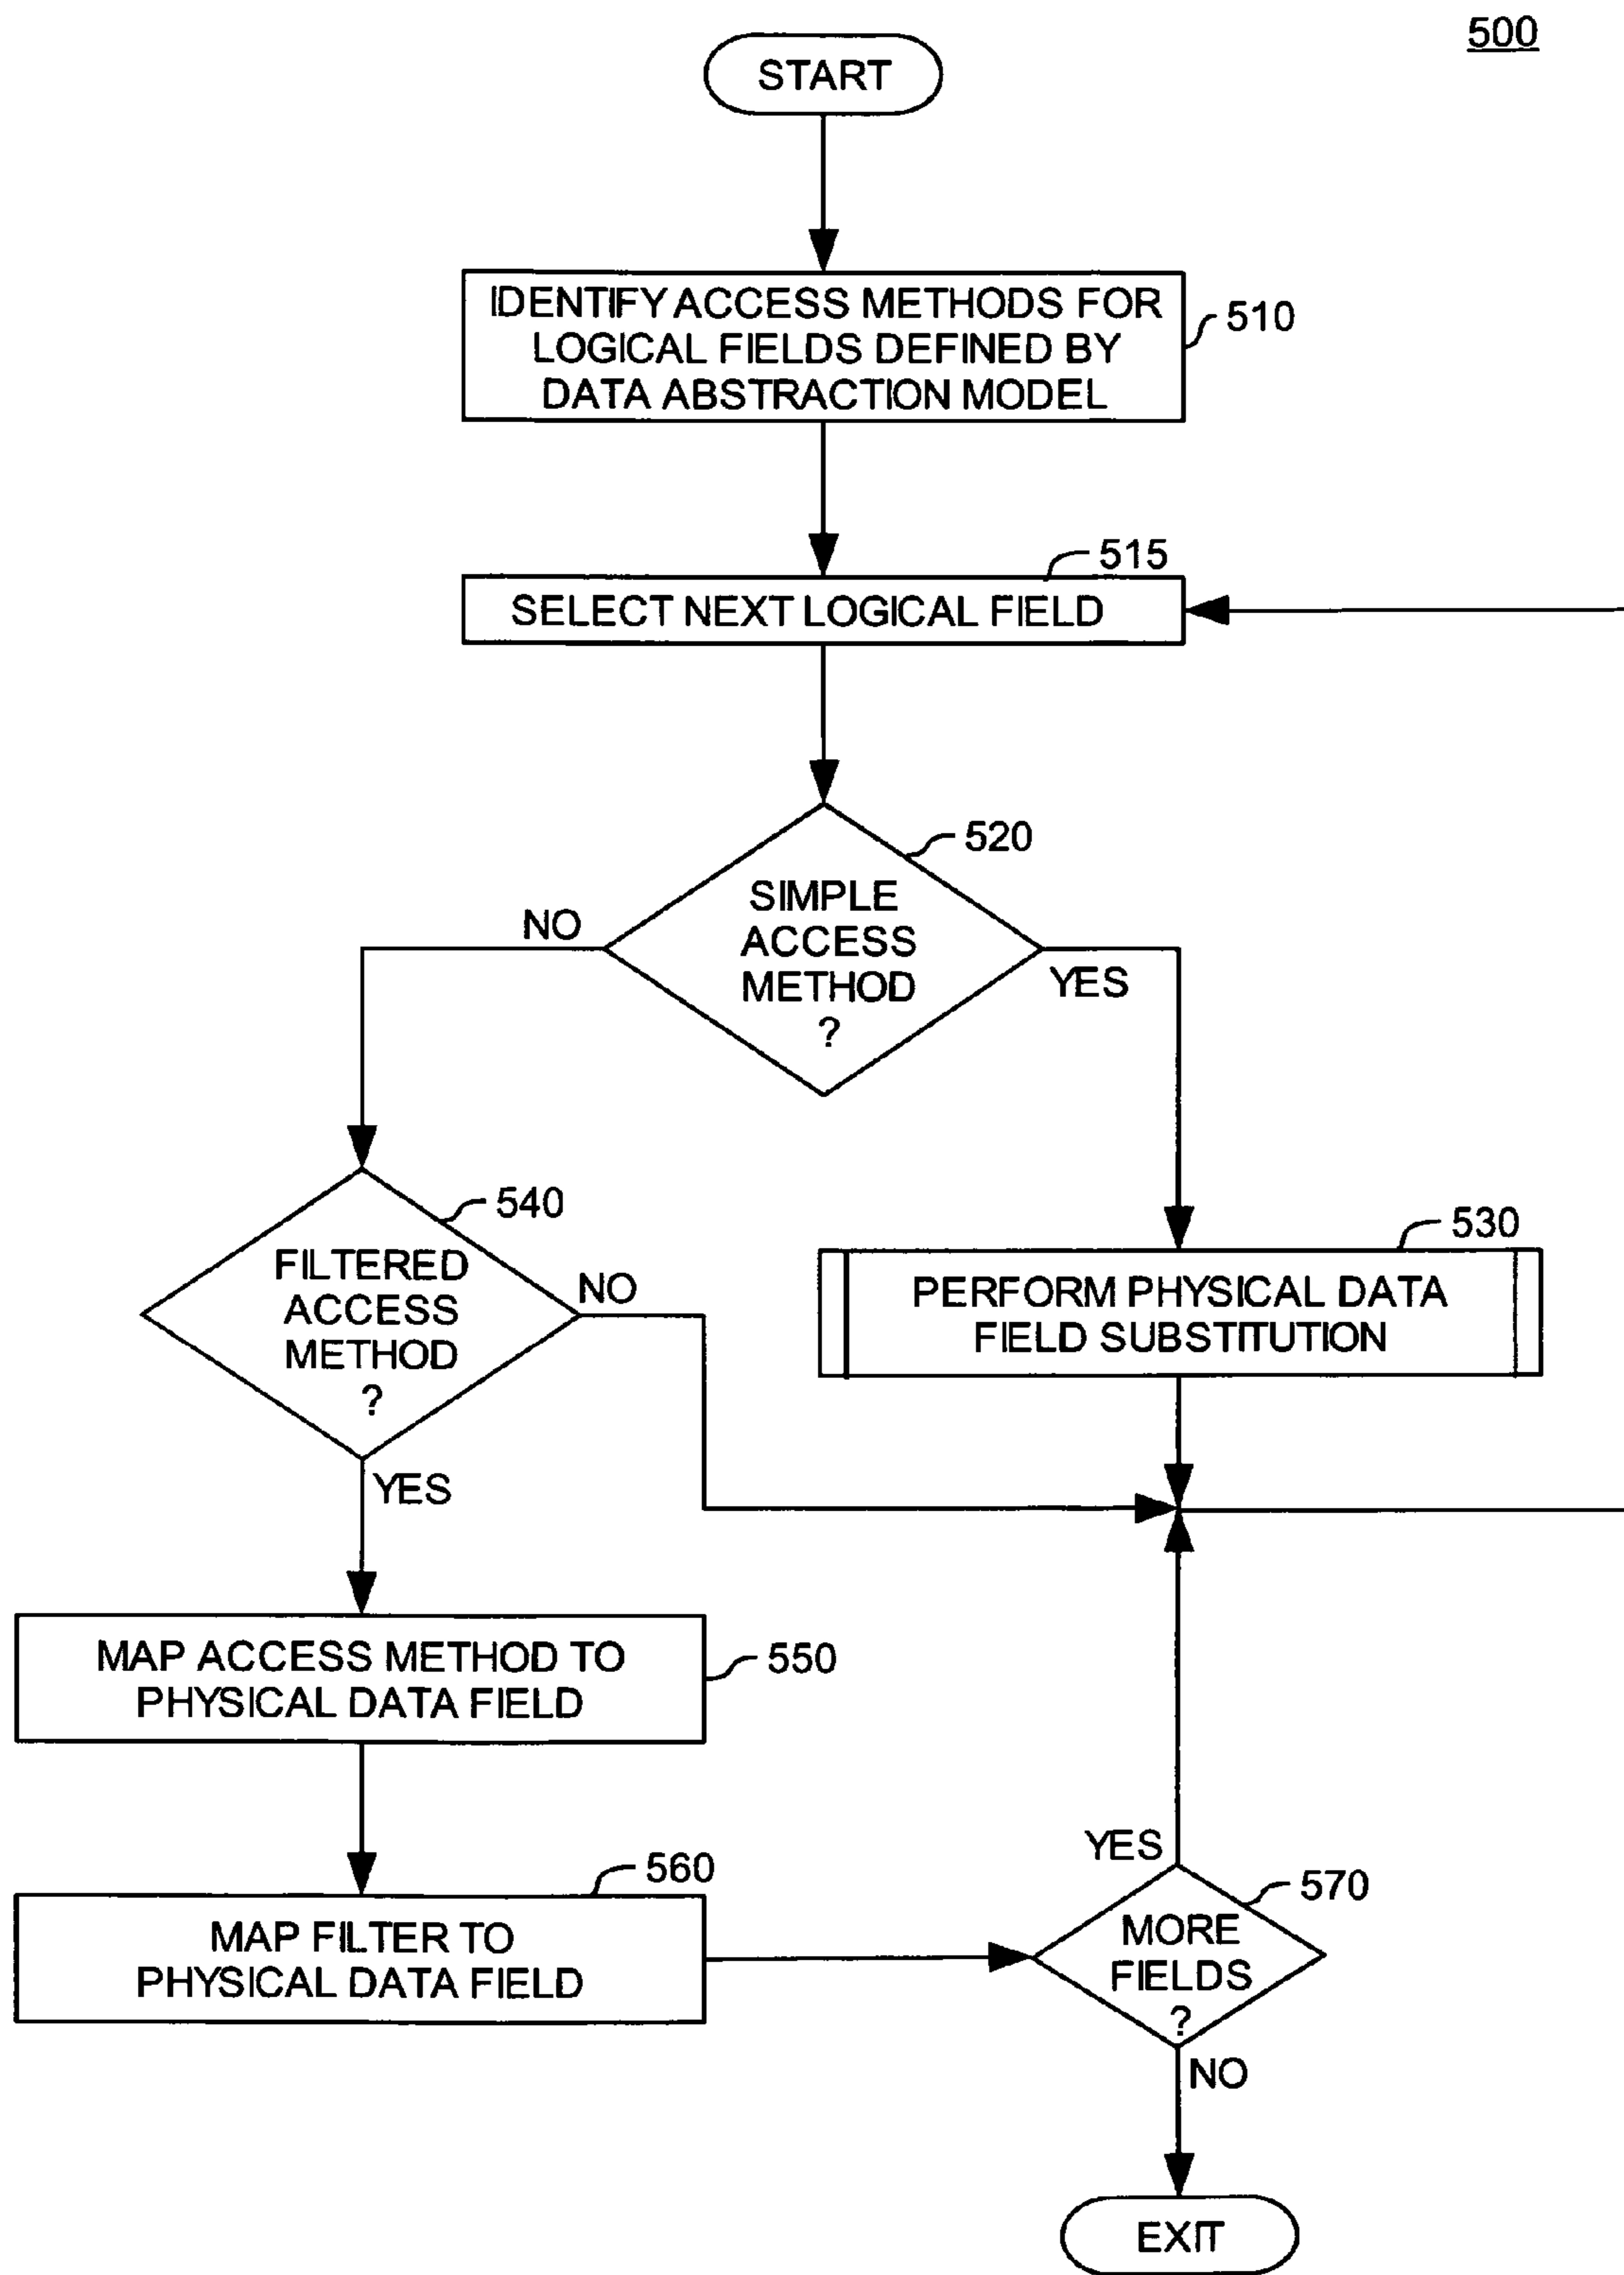 500
START
IDENTIFY ACCESS METHODS FOR
LOGICAL FIELDS DEFINED BY
DATA ABSTRACTION MODEL
510
515
SELECT NEXT LOGICAL FIELD
520
SIMPLE
ACCESS
METHOD
?
NO
YES
540
FILTERED
ACCESS
METHOD
?
NO
YES
530
PERFORM PHYSICAL DATA
FIELD SUBSTITUTION
MAP ACCESS METHOD TO
PHYSICAL DATA FIELD
550
560
MAP FILTER TO
PHYSICAL DATA FIELD
YES
570
MORE
FIELDS
?
NO
EXIT